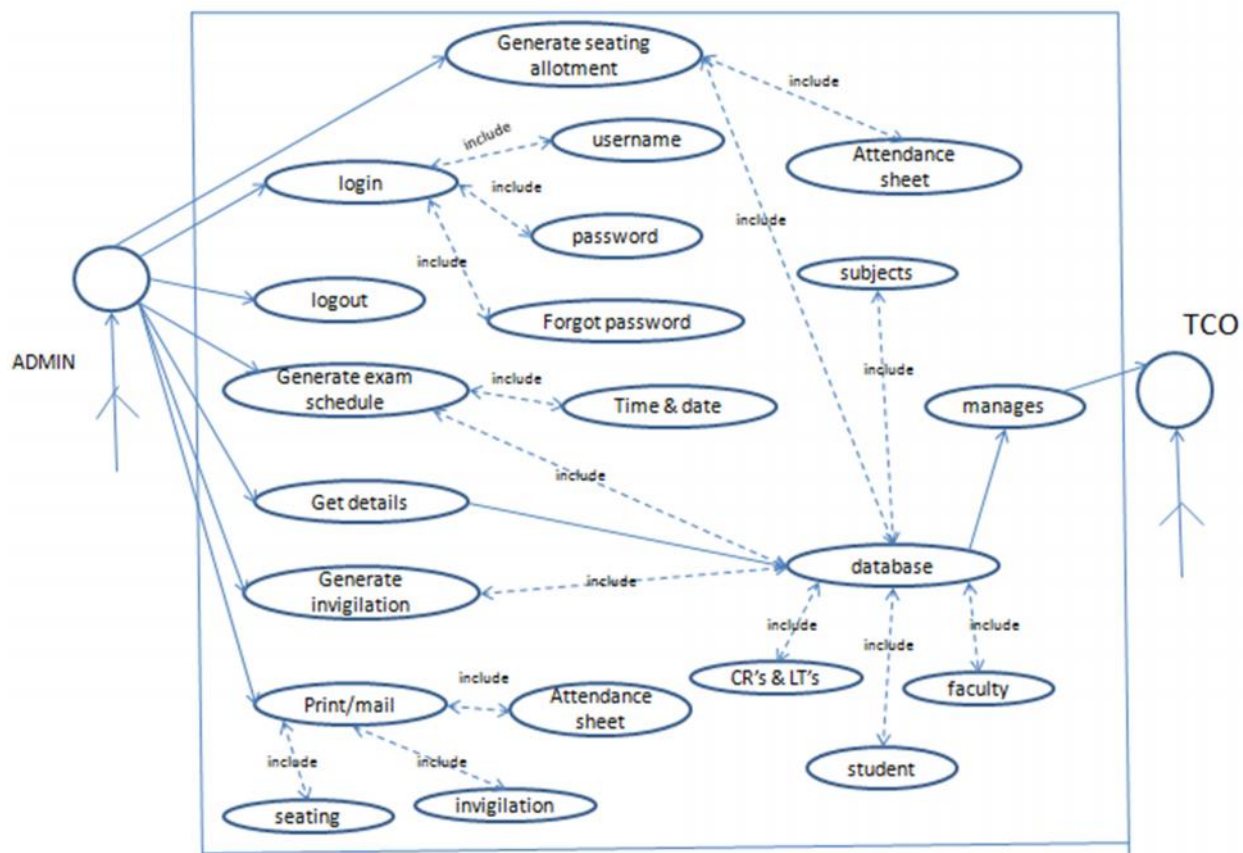 Generate seating
allotment
include
include
username
Attendance
sheet
login
include
include
password
include
subjects
logout
Forgot password
TCO
ADMIN
Generate exam
schedule
include
include
Time & date
manages
include
Get details
database
Generate
invigilation
include
include
include
include
CR's & LT's
faculty
Print/mail
include
Attendance
sheet
include
include
student
seating
invigilation